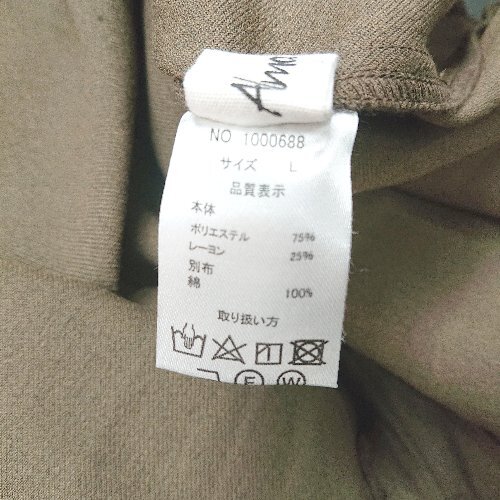 NO 1000688
サイズ L
品質表示
本体
ポリエステル 75%
レーヨン 25%
別布
綿 100%
取り扱い方
F W